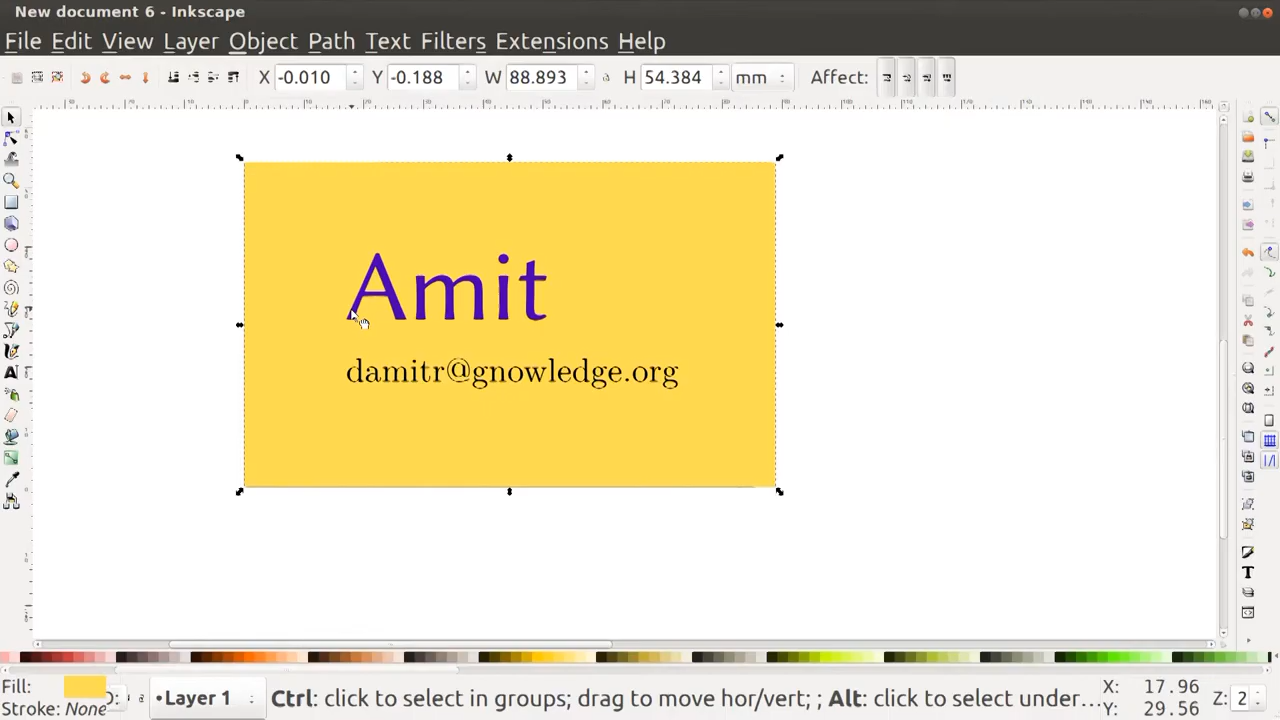 New document 6 - Inkscape
File Edit View Layer Object Path Text Filters Extensions Help
X -0.010 Y -0.188 W 88.893 H 54.384 mm Affect:
Amit
damitr@gnowledge.org
Fill:
Stroke: None
O:
•Layer 1
Ctrl: click to select in groups; drag to move hor/vert; ; Alt: click to select under...
X: 17.96
Y: 29.56
Z: 2